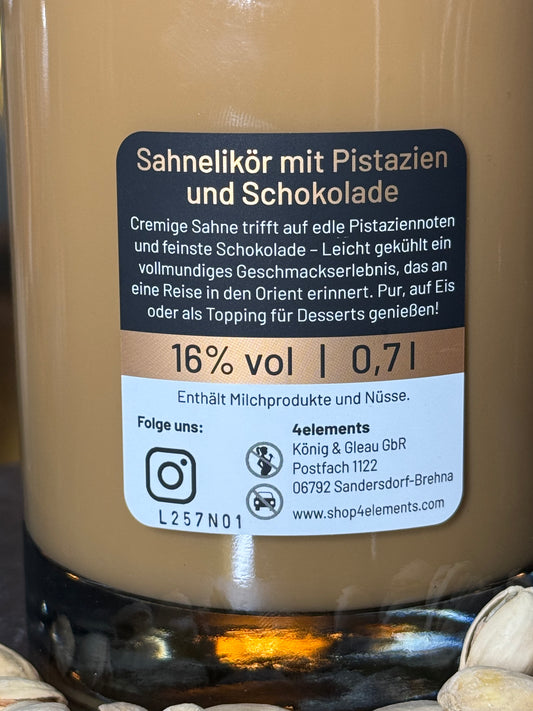 Sahnelikör mit Pistazien
und Schokolade
Cremige Sahne trifft auf edle Pistaziennoten
und feinste Schokolade – Leicht gekühlt ein
vollmundiges Geschmackserlebnis, das an
eine Reise in den Orient erinnert. Pur, auf Eis
oder als Topping für Desserts genießen!
16% vol | 0,7 l
Enthält Milchprodukte und Nüsse.
Folge uns:
L257N01
4elements
König & Gleau GbR
Postfach 1122
06792 Sandersdorf-Brehna
www.shop4elements.com